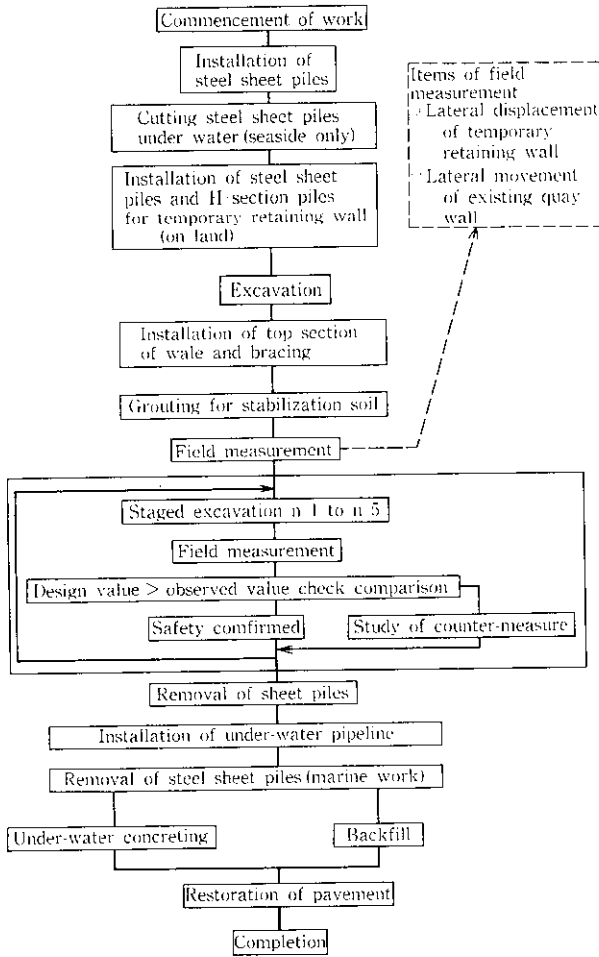 Commencement of work
Installation of
steel sheet piles
Cutting steel sheet piles
under water (seaside only)
Installation of steel sheet
piles and H-section piles
for temporary retaining wall
(on land)
Excavation
Installation of top section
of wale and bracing
Grouting for stabilization soil
Field measurement
Items of field
measurement
Lateral displacement
of temporary
retaining wall
Lateral movement
of existing quay
wall
Staged excavation n-1 to n-5
Field measurement
Design value > observed value check comparison
Safety comfirmed
Study of counter-measure
Removal of sheet piles
Installation of under-water pipeline
Removal of steel sheet piles (marine work)
Under-water concreting
Backfill
Restoration of pavement
Completion